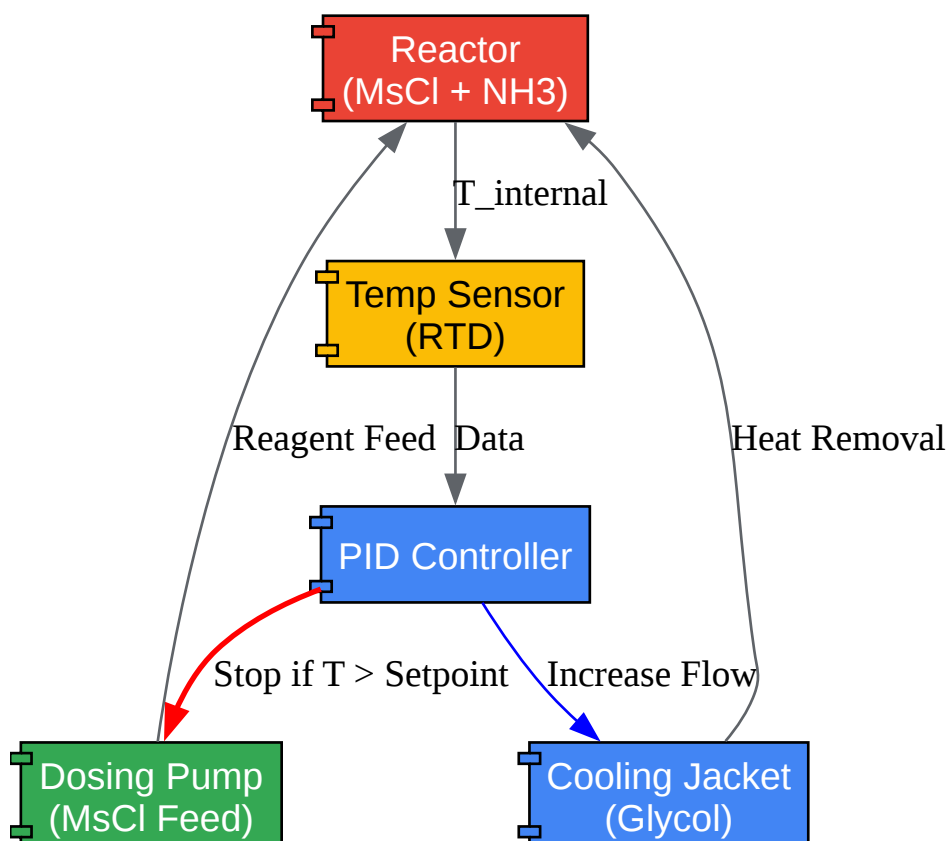 Reactor
(MsCl + NH3)
T_internal
Temp Sensor
(RTD)
Reagent Feed
Data
Heat Removal
PID Controller
Stop if T > Setpoint
Increase Flow
Dosing Pump
(MsCl Feed)
Cooling Jacket
(Glycol)